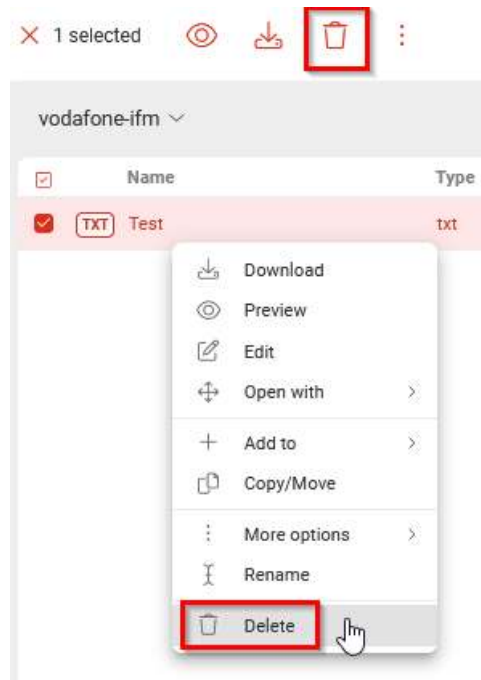 1 selected
vodafone-ifm
Name Type
TXT Test txt
Download
Preview
Edit
Open with
Add to
Copy/Move
More options
Rename
Delete